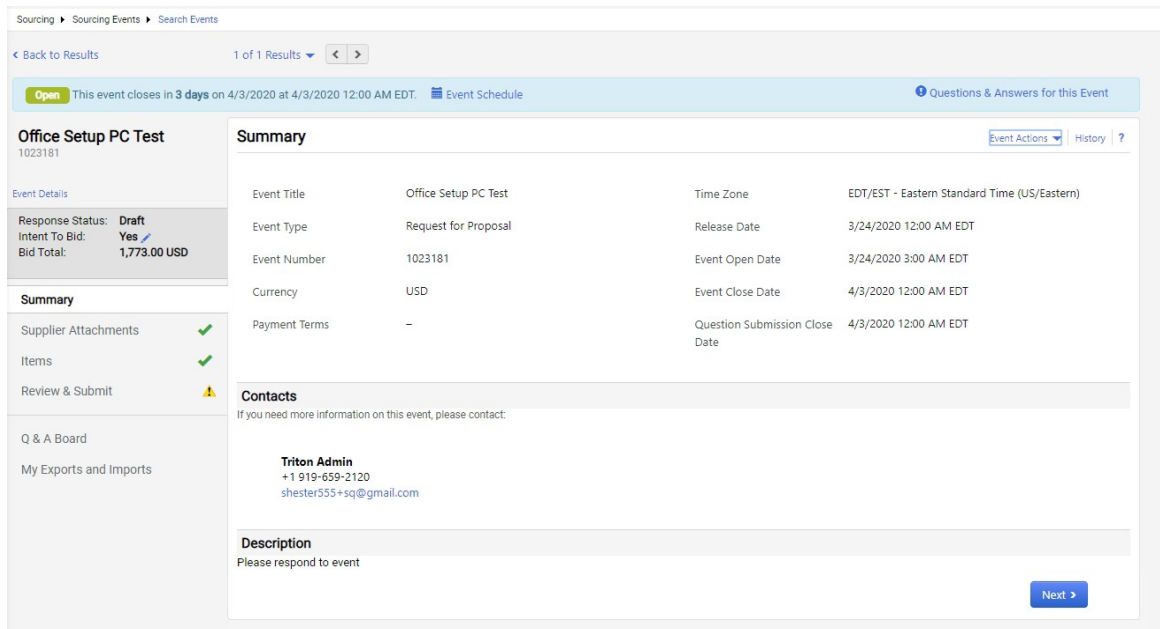 Sourcing ▶ Sourcing Events ▶ Search Events
Back to Results
1 of 1 Results
Open This event closes in 3 days on 4/3/2020 at 4/3/2020 12:00 AM EDT. Event Schedule
Questions & Answers for this Event
Office Setup PC Test
1023181
Event Details
Response Status: Draft
Intent To Bid: Yes
Bid Total: 1,773.00 USD
Summary
Supplier Attachments
Items
Review & Submit
Q & A Board
My Exports and Imports
Summary
Event Actions History ?
Event Title Office Setup PC Test
Event Type Request for Proposal
Event Number 1023181
Currency USD
Payment Terms –
Time Zone EDT/EST - Eastern Standard Time (US/Eastern)
Release Date 3/24/2020 12:00 AM EDT
Event Open Date 3/24/2020 3:00 AM EDT
Event Close Date 4/3/2020 12:00 AM EDT
Question Submission Close 4/3/2020 12:00 AM EDT
Date
Contacts
If you need more information on this event, please contact:
Triton Admin
+1 919-659-2120
shester555+sq@gmail.com
Description
Please respond to event
Next >